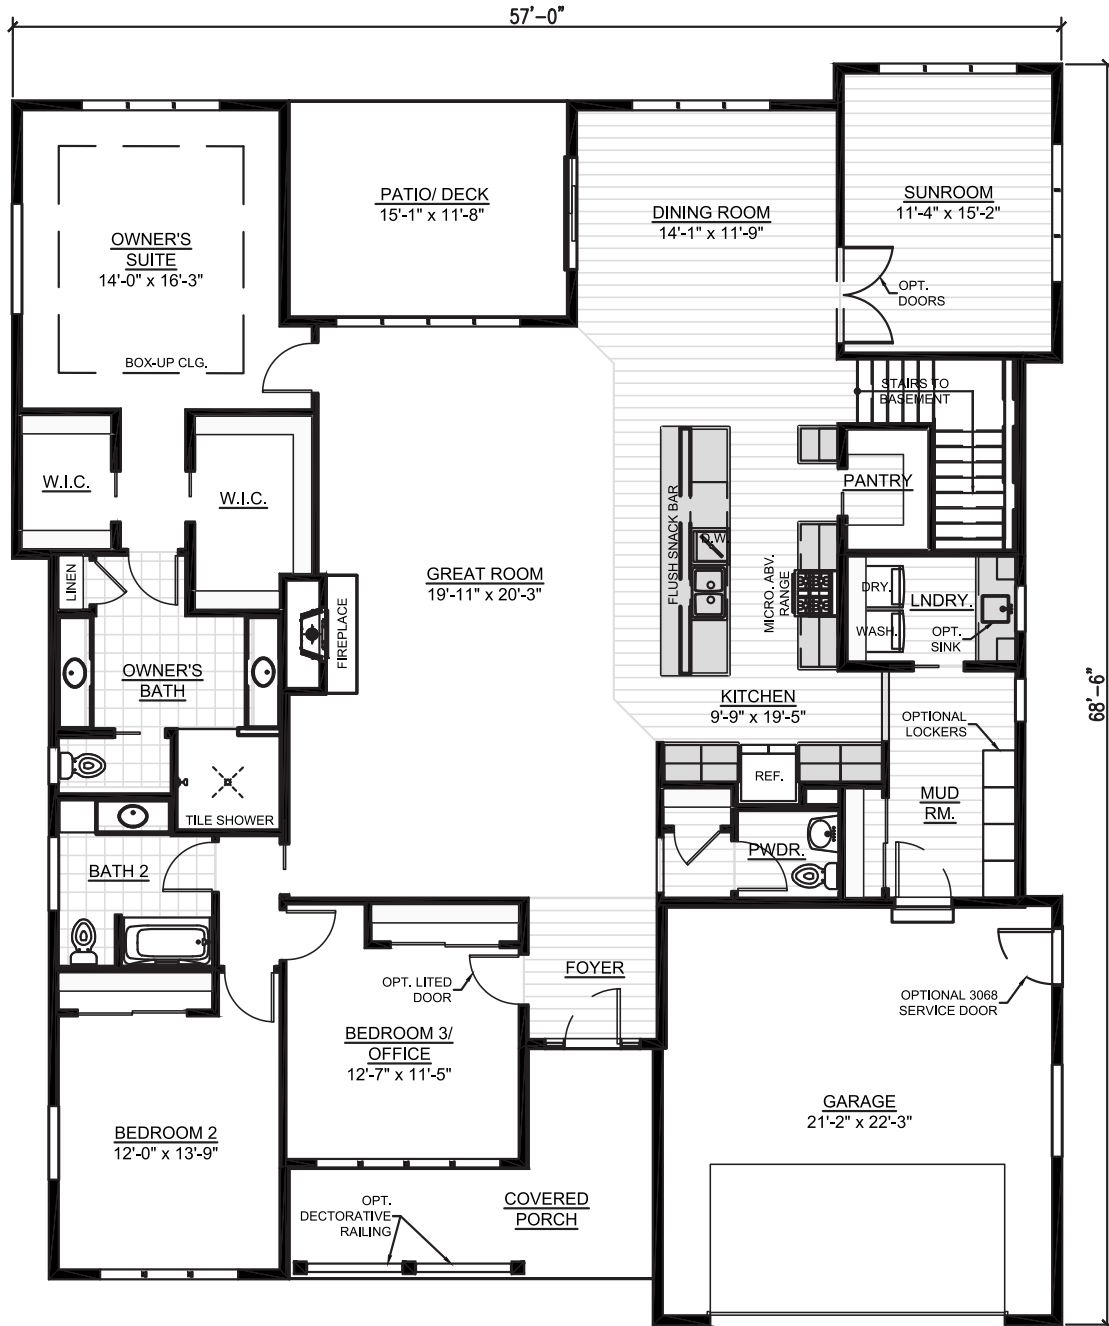 57'-0"
PATIO/ DECK
15'-1" x 11'-8"
DINING ROOM
14'-1" x 11'-9"
SUNROOM
11'-4" x 15'-2"
OPT.
DOORS
OWNER'S
SUITE
14'-0" x 16'-3"
BOX-UP CLG.
STAIRS TO
BASEMENT
W.I.C.
W.I.C.
PANTRY
FLUSH SNACK BAR
D.W.
MICRO. ABV.
RANGE
LINEN
GREAT ROOM
19'-11" x 20'-3"
FIREPLACE
DRY.
LNDRY.
WASH.
OPT.
SINK
OWNER'S
BATH
KITCHEN
9'-9" x 19'-5"
68'-6"
OPTIONAL
LOCKERS
REF.
MUD
RM.
TILE SHOWER
PWDR.
BATH 2
OPT. LITED
DOOR
FOYER
OPTIONAL 3068
SERVICE DOOR
BEDROOM 3/
OFFICE
12'-7" x 11'-5"
GARAGE
21'-2" x 22'-3"
BEDROOM 2
12'-0" x 13'-9"
OPT.
DECTORATIVE
RAILING
COVERED
PORCH